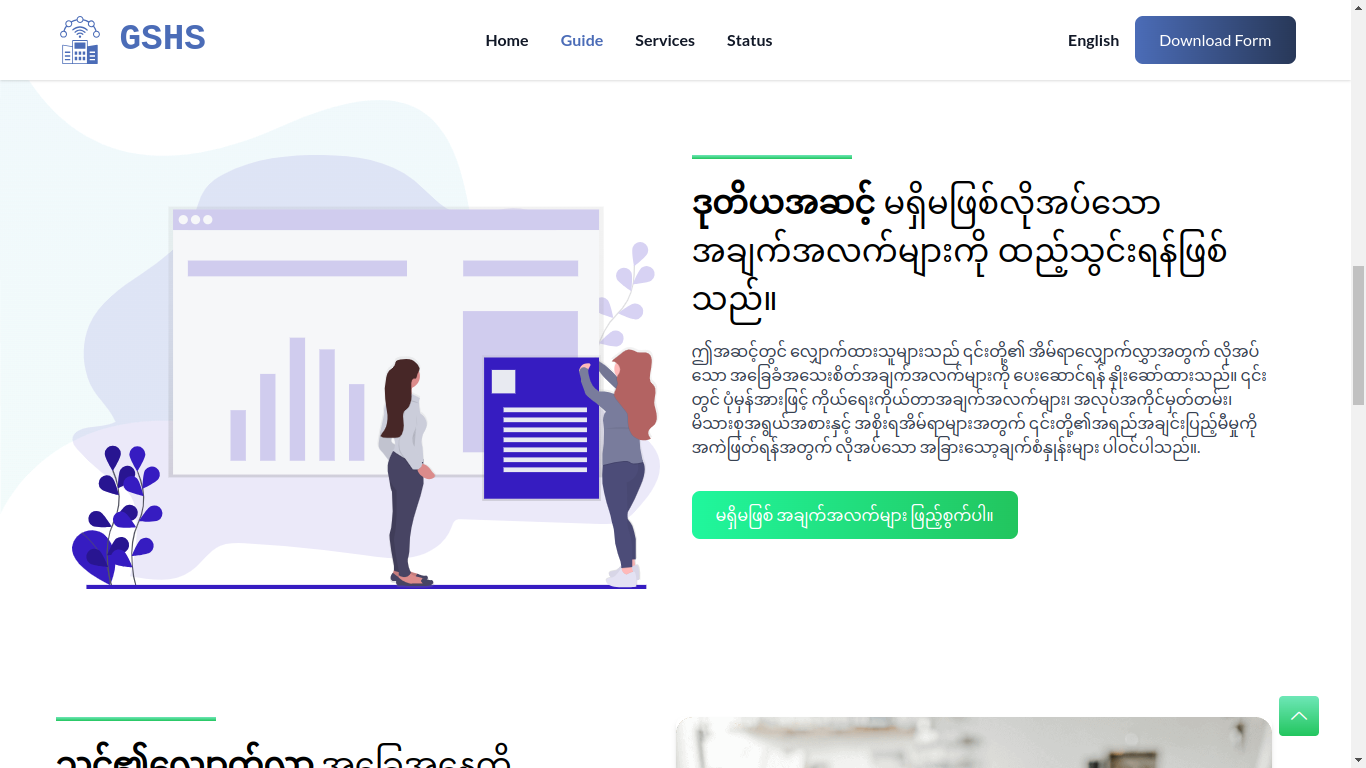 GSHS
Home
Guide
Services
Status
English
Download Form
ဒုတိယအဆင့် မရှိမဖြစ်လိုအပ်သော
အချက်အလက်များကို ထည့်သွင်းရန်ဖြစ်
သည်။
ဤအဆင့်တွင် လျှောက်ထားသူများသည် ၎င်းတို့၏ အိမ်ရာလျှောက်လွှာအတွက် လိုအပ်
သော အခြေခံအသေးစိတ်အချက်အလက်များကို ပေးဆောင်ရန် နှိုးဆော်ထားသည်။ ၎င်း
တွင် ပုံမှန်အားဖြင့် ကိုယ်ရေးကိုယ်တာအချက်အလက်များ၊ အလုပ်အကိုင်မှတ်တမ်း၊
မိသားစုအရွယ်အစားနှင့် အစိုးရအိမ်ရာများအတွက် ၎င်းတို့၏အရည်အချင်းပြည့်မီမှုကို
အကဲဖြတ်ရန်အတွက် လိုအပ်သော အခြားသော့ချက်စံနှုန်းများ ပါဝင်ပါသည်။.
မရှိမဖြစ် အချက်အလက်များ ဖြည့်စွက်ပါ။
သင်၏လျှောက်လွှာ အခြေအနေကို